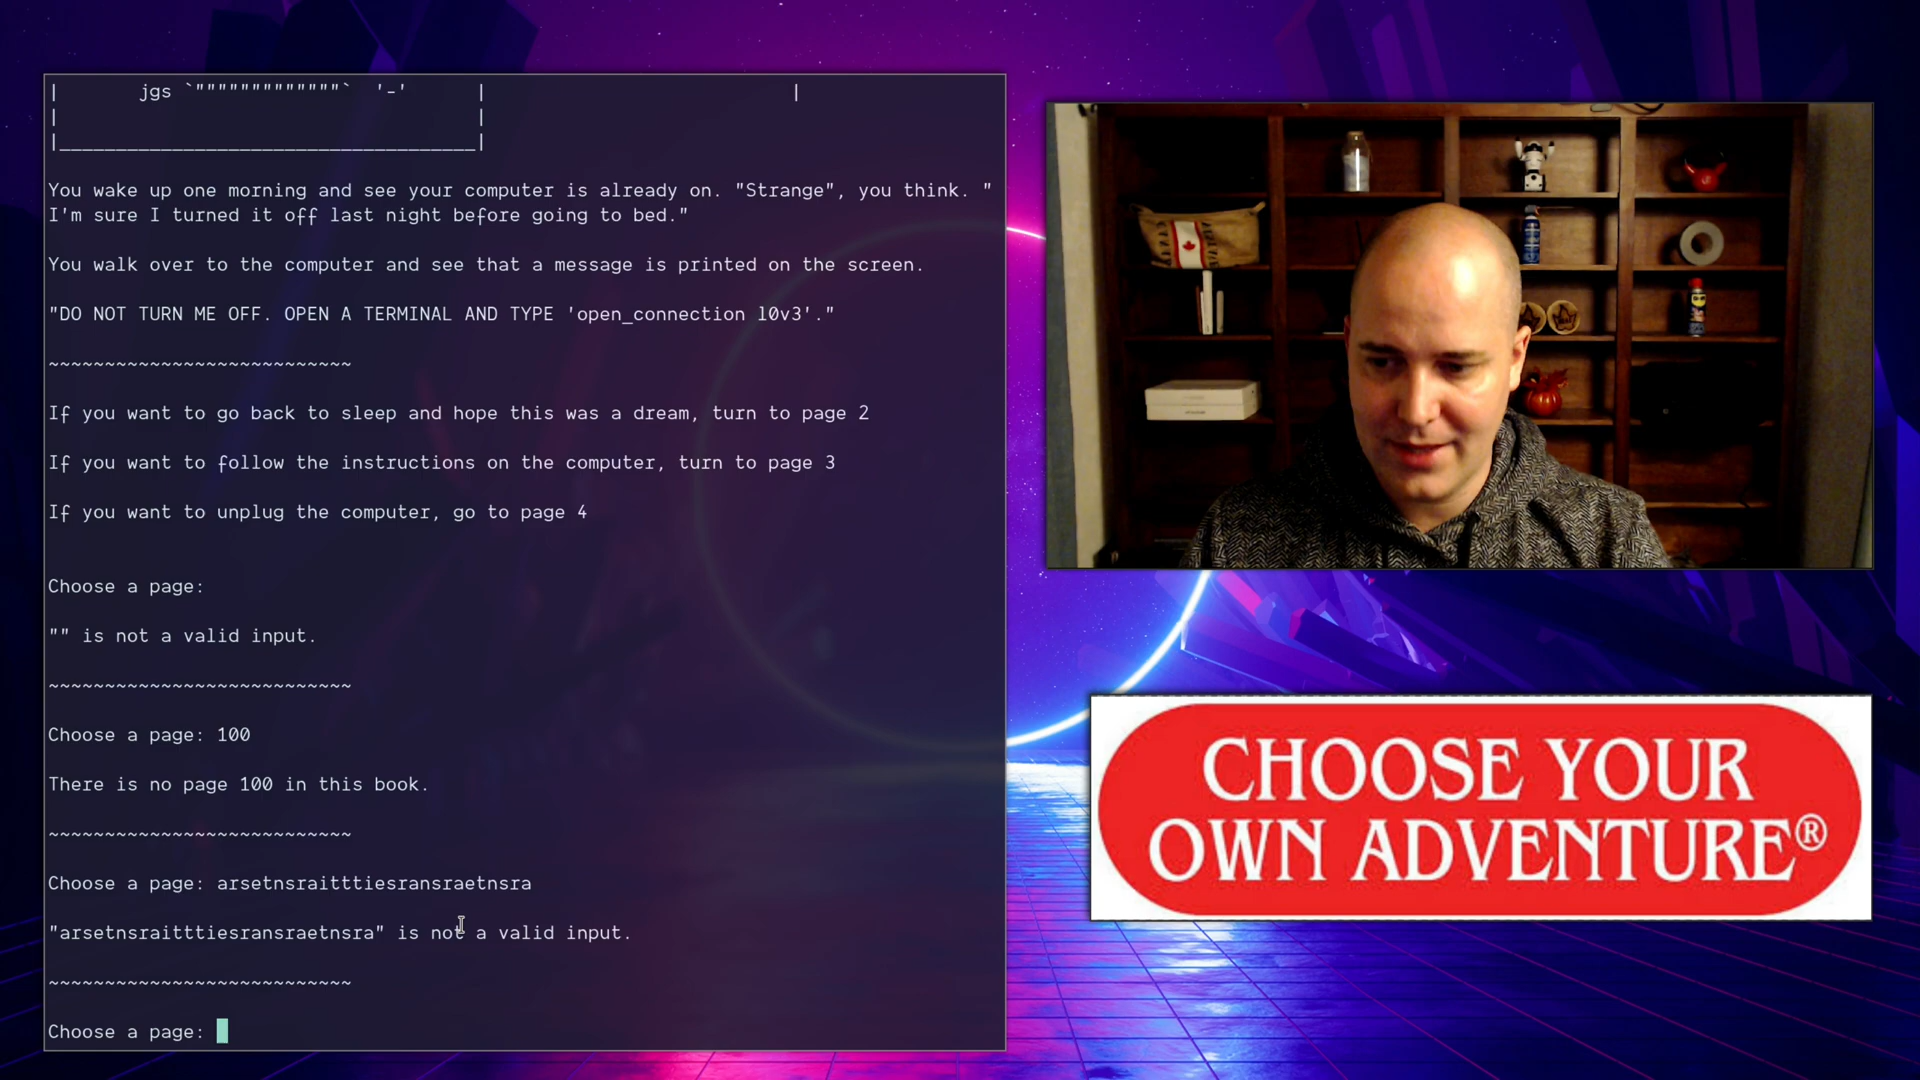 |       jgs `"""""""""""""`  '-'       |                           |
|                                      |
|_____________________________________|
You wake up one morning and see your computer is already on. "Strange", you think. "
I'm sure I turned it off last night before going to bed."
You walk over to the computer and see that a message is printed on the screen.
"DO NOT TURN ME OFF. OPEN A TERMINAL AND TYPE 'open_connection l0v3'."
~~~~~~~~~~~~~~~~~~~~~~~~~~~
If you want to go back to sleep and hope this was a dream, turn to page 2
If you want to follow the instructions on the computer, turn to page 3
If you want to unplug the computer, go to page 4
Choose a page:
"" is not a valid input.
~~~~~~~~~~~~~~~~~~~~~~~~~~~
Choose a page: 100
There is no page 100 in this book.
~~~~~~~~~~~~~~~~~~~~~~~~~~~
Choose a page: arsetnsraitttiesransraetnsra
"arsetnsraitttiesransraetnsra" is not a valid input.
~~~~~~~~~~~~~~~~~~~~~~~~~~~
Choose a page:
CHOOSE YOUR
OWN ADVENTURE®